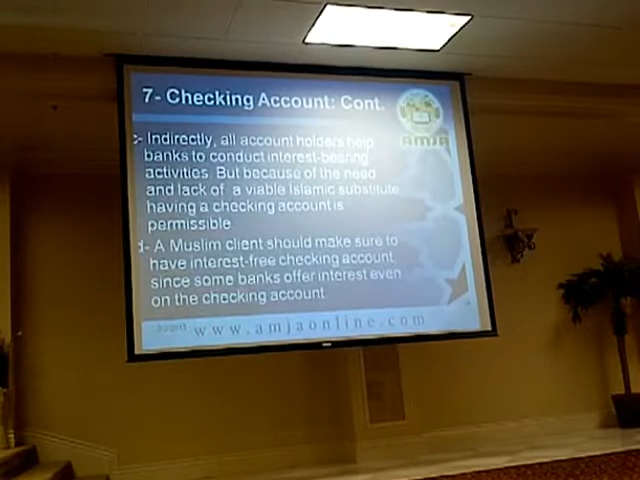 7- Checking Account: Cont.
amja
c- Indirectly, all account holders help
banks to conduct interest-bearing
activities. But because of the need
and lack of a viable Islamic substitute
having a checking account is
permissible
d- A Muslim client should make sure to
have interest-free checking account,
since some banks offer interest even
on the checking account
www.amjaonline.com